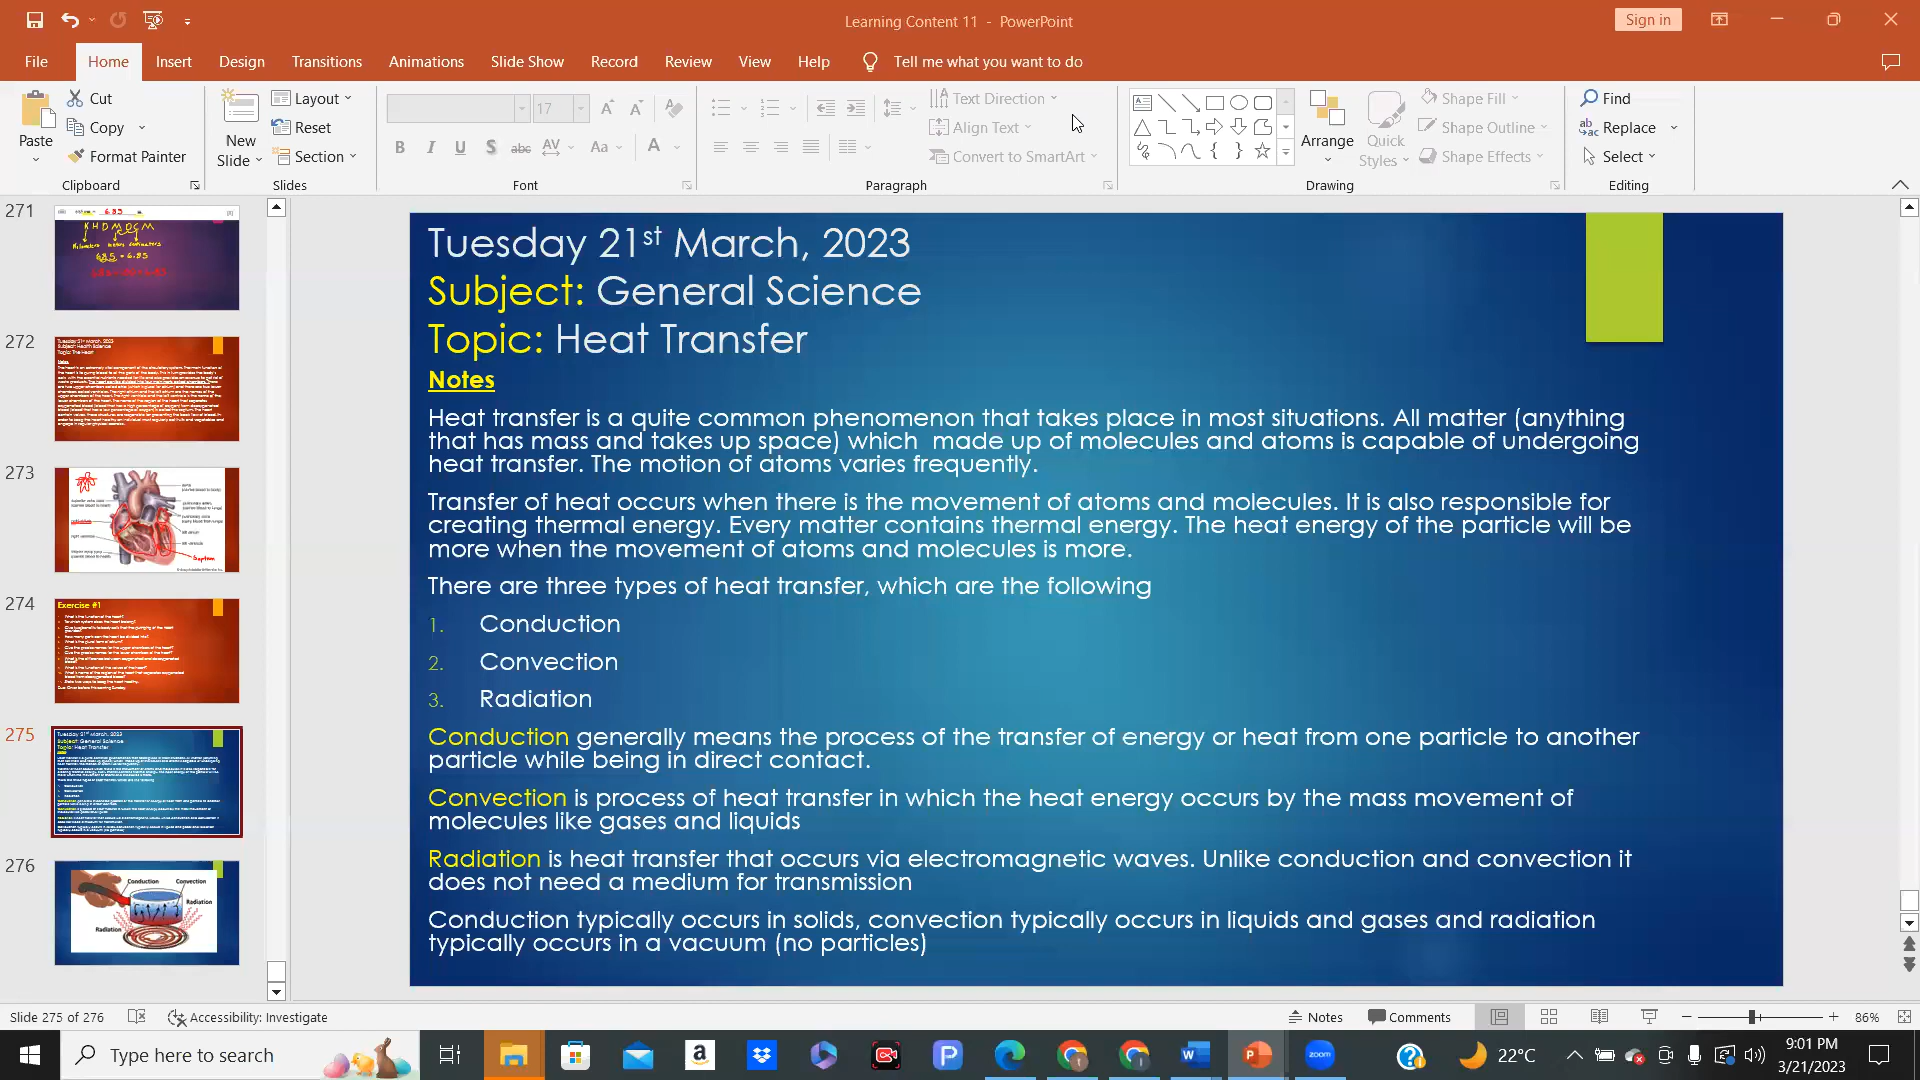 Learning Content 11 - PowerPoint
Sign in
File Home Insert Design Transitions Animations Slide Show Record Review View Help Tell me what you want to do
Paste
Cut
Copy
Format Painter
Clipboard
New Slide
Layout
Reset
Section
Slides
17
Font
Text Direction
Align Text
Convert to SmartArt
Paragraph
Arrange
Quick Styles
Shape Fill
Shape Outline
Shape Effects
Drawing
Find
Replace
Select
Editing
271
272
273
274
Exercise #1
275
276
Conduction
Convection
Radiation
Radiation
Tuesday 21st March, 2023
Subject: General Science
Topic: Heat Transfer
Notes
Heat transfer is a quite common phenomenon that takes place in most situations. All matter (anything
that has mass and takes up space) which  made up of molecules and atoms is capable of undergoing
heat transfer. The motion of atoms varies frequently.
Transfer of heat occurs when there is the movement of atoms and molecules. It is also responsible for
creating thermal energy. Every matter contains thermal energy. The heat energy of the particle will be
more when the movement of atoms and molecules is more.
There are three types of heat transfer, which are the following
1. Conduction
2. Convection
3. Radiation
Conduction generally means the process of the transfer of energy or heat from one particle to another
particle while being in direct contact.
Convection is process of heat transfer in which the heat energy occurs by the mass movement of
molecules like gases and liquids
Radiation is heat transfer that occurs via electromagnetic waves. Unlike conduction and convection it
does not need a medium for transmission
Conduction typically occurs in solids, convection typically occurs in liquids and gases and radiation
typically occurs in a vacuum (no particles)
Slide 275 of 276
Accessibility: Investigate
Notes
Comments
86%
Type here to search
zoom
22°C
9:01 PM
3/21/2023